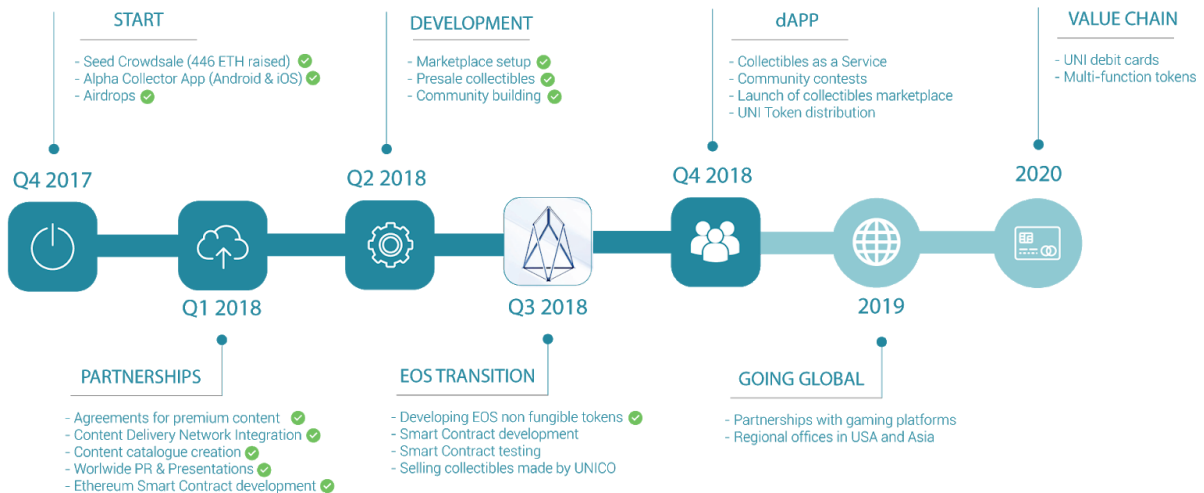 START
- Seed Crowdsale (446 ETH raised)
- Alpha Collector App (Android & iOS)
- Airdrops
Q4 2017
Q1 2018
PARTNERSHIPS
- Agreements for premium content
- Content Delivery Network Integration
- Content catalogue creation
- Worlwide PR & Presentations
- Ethereum Smart Contract development
DEVELOPMENT
- Marketplace setup
- Presale collectibles
- Community building
Q2 2018
Q3 2018
EOS TRANSITION
- Developing EOS non fungible tokens
- Smart Contract development
- Smart Contract testing
- Selling collectibles made by UNICO
dAPP
- Collectibles as a Service
- Community contests
- Launch of collectibles marketplace
- UNI Token distribution
Q4 2018
2019
GOING GLOBAL
- Partnerships with gaming platforms
- Regional offices in USA and Asia
VALUE CHAIN
- UNI debit cards
- Multi-function tokens
2020